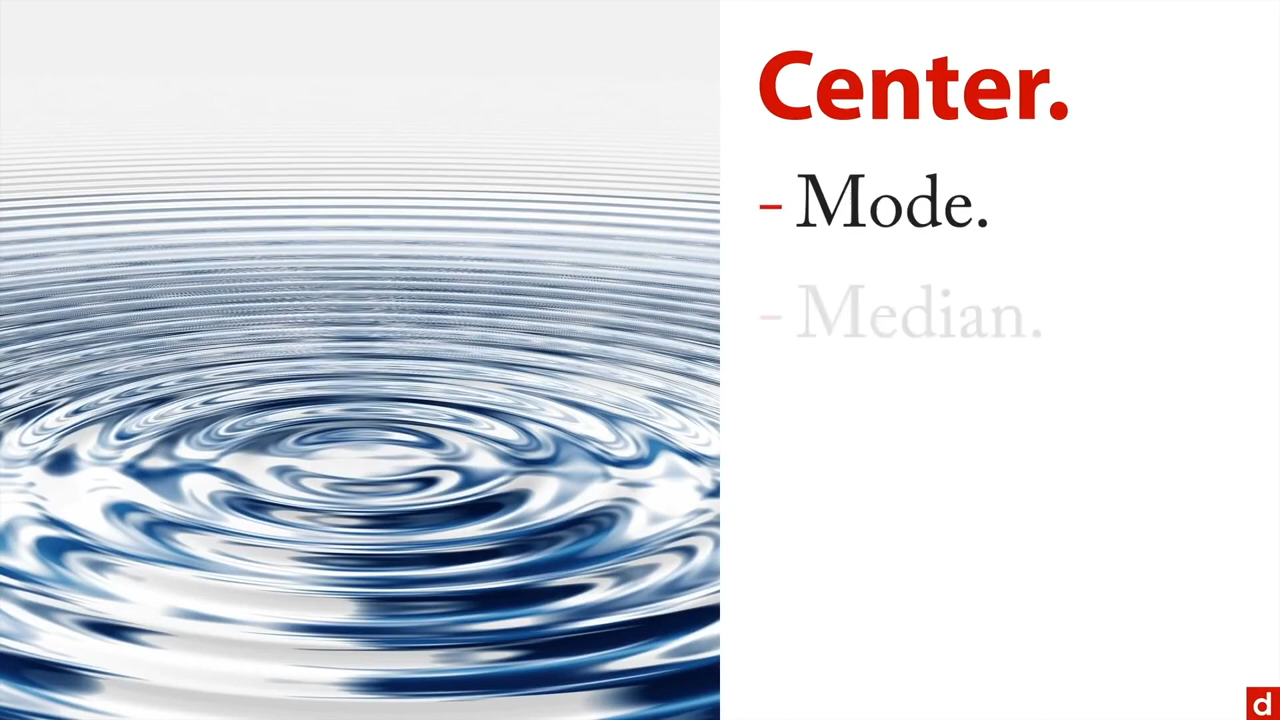 Center.
- Mode.
- Median.
d